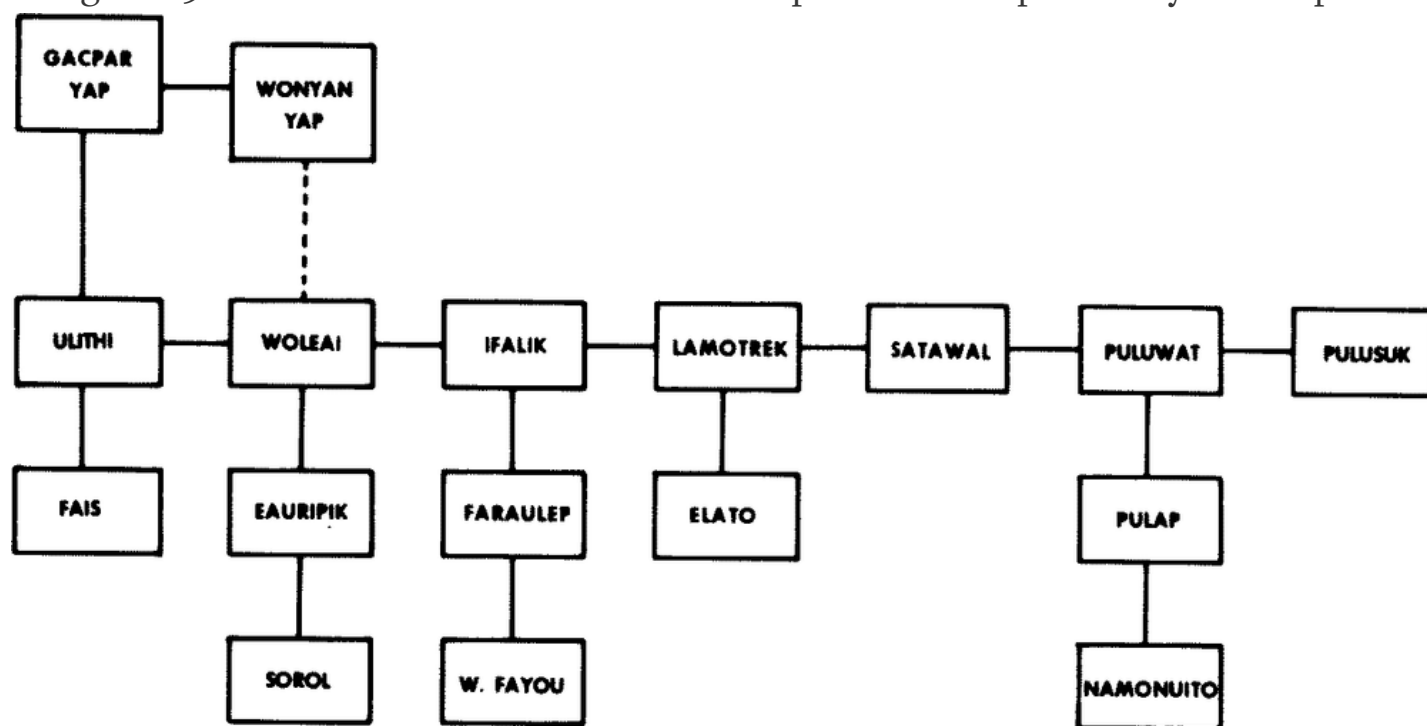 GACPAR
YAP
WONYAN
YAP
ULITHI
WOLEAI
IFALIK
LAMOTREK
SATAWAL
PULUWAT
PULUSUK
FAIS
EAURIPIK
FARAULEP
ELATO
PULAP
SOROL
W. FAYOU
NAMONUITO